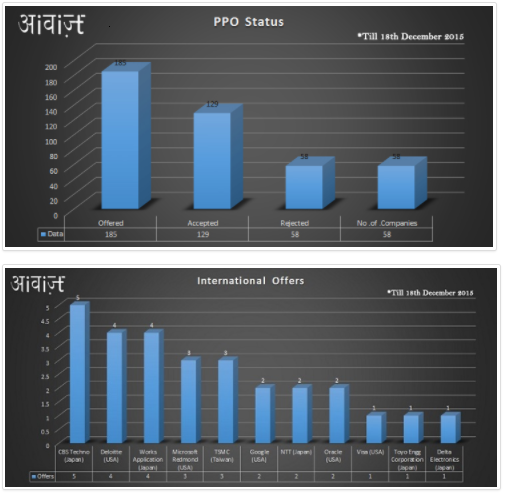 आवाज़
PPO Status
*Till 18th December 2015
200
180
160
140
120
100
80
60
40
20
0
185
129
58
58
Offered Accepted Rejected No .of .Companies
Data 185 129 58 58
आवाज़
International Offers
*Till 18th December 2015
5
4.5
4
3.5
3
2.5
2
1.5
1
0.5
0
5 4 4 3 3 2 2 2 1 1 1
CBS Techno Deloitte Works Microsoft TSMC Google NTT (Japan) Oracle Visa (USA) Toyo Engg Delta
(Japan) (USA) Application Redmond (Taiwan) (USA) (USA) Corporation Electronics
(Japan) (USA) (Japan) (Japan)
Offers 5 4 4 3 3 2 2 2 1 1 1